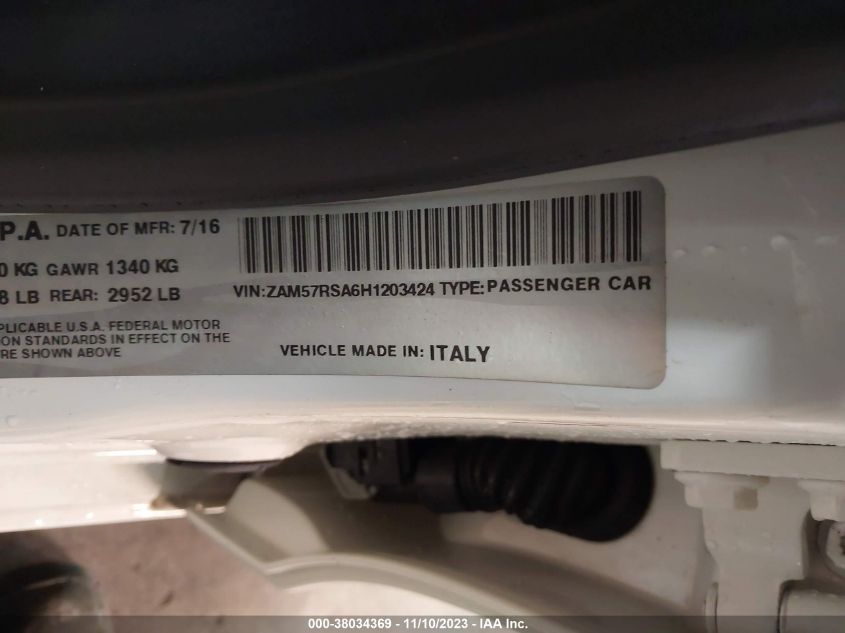 P.A. DATE OF MFR: 7/16
0 KG GAWR 1340 KG
8 LB REAR: 2952 LB
PLICABLE U.S.A. FEDERAL MOTOR
ON STANDARDS IN EFFECT ON THE
RE SHOWN ABOVE
VIN:ZAM57RSA6H1203424 TYPE:PASSENGER CAR
VEHICLE MADE IN: ITALY
000-38034369 - 11/10/2023 - IAA Inc.